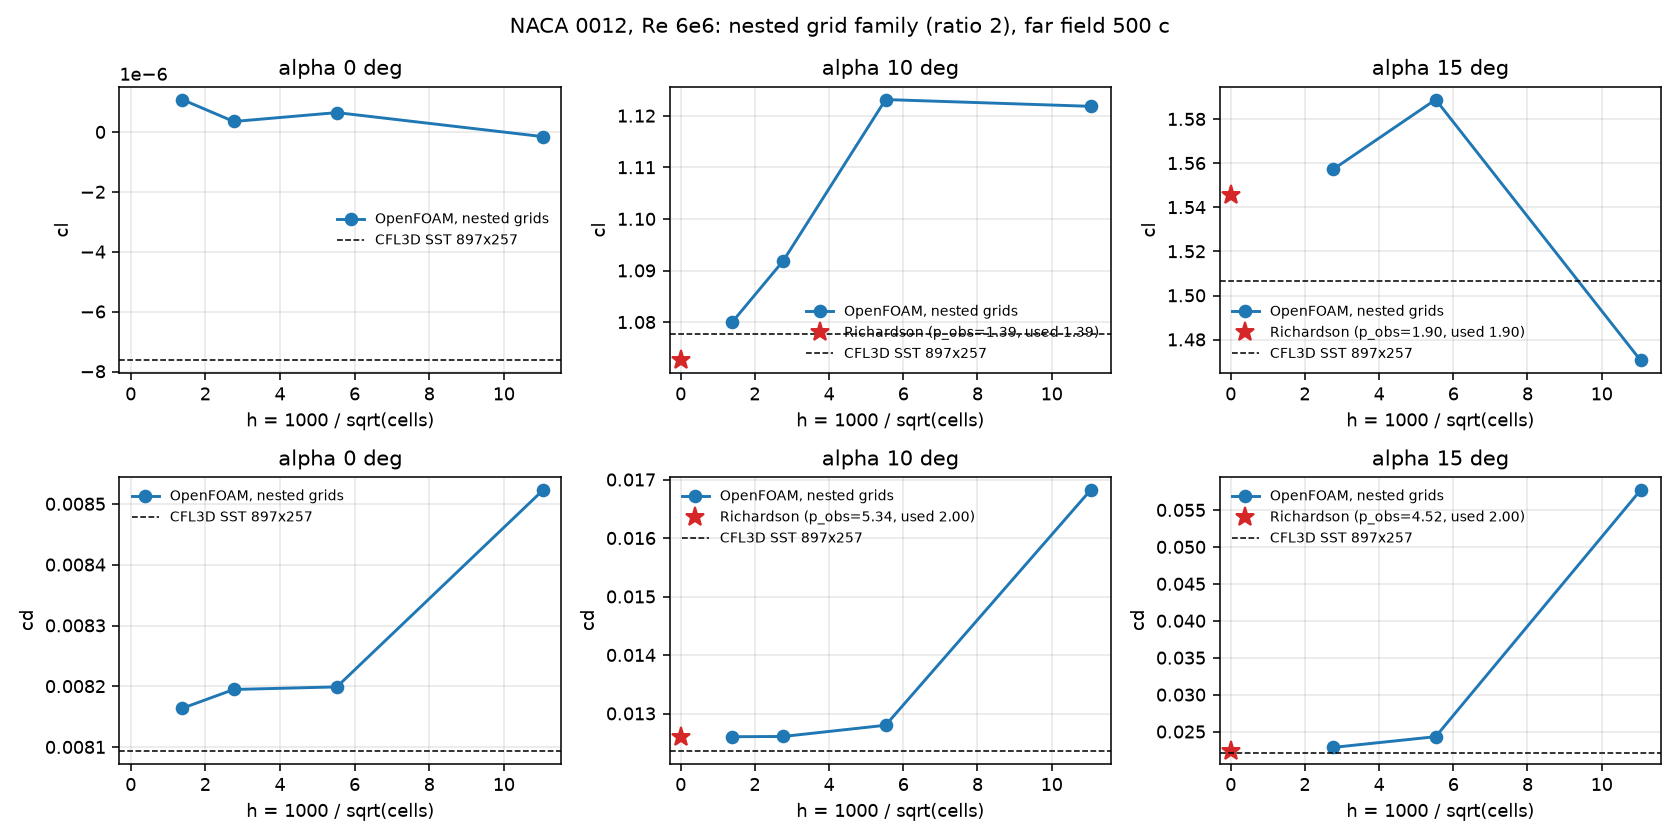 NACA 0012, Re 6e6: nested grid family (ratio 2), far field 500 c
alpha 0 deg
1e−6
0
−2
−4
−6
−8
cl
OpenFOAM, nested grids
CFL3D SST 897x257
0 2 4 6 8 10
h = 1000 / sqrt(cells)
alpha 10 deg
1.12
1.11
1.10
1.09
1.08
cl
OpenFOAM, nested grids
Richardson (p_obs=1.39, used 1.39)
CFL3D SST 897x257
0 2 4 6 8 10
h = 1000 / sqrt(cells)
alpha 15 deg
1.58
1.56
1.54
1.52
1.50
1.48
cl
OpenFOAM, nested grids
Richardson (p_obs=1.90, used 1.90)
CFL3D SST 897x257
0 2 4 6 8 10
h = 1000 / sqrt(cells)
alpha 0 deg
0.0085
0.0084
0.0083
0.0082
0.0081
cd
OpenFOAM, nested grids
CFL3D SST 897x257
0 2 4 6 8 10
h = 1000 / sqrt(cells)
alpha 10 deg
0.017
0.016
0.015
0.014
0.013
cd
OpenFOAM, nested grids
Richardson (p_obs=5.34, used 2.00)
CFL3D SST 897x257
0 2 4 6 8 10
h = 1000 / sqrt(cells)
alpha 15 deg
0.055
0.050
0.045
0.040
0.035
0.030
0.025
cd
OpenFOAM, nested grids
Richardson (p_obs=4.52, used 2.00)
CFL3D SST 897x257
0 2 4 6 8 10
h = 1000 / sqrt(cells)